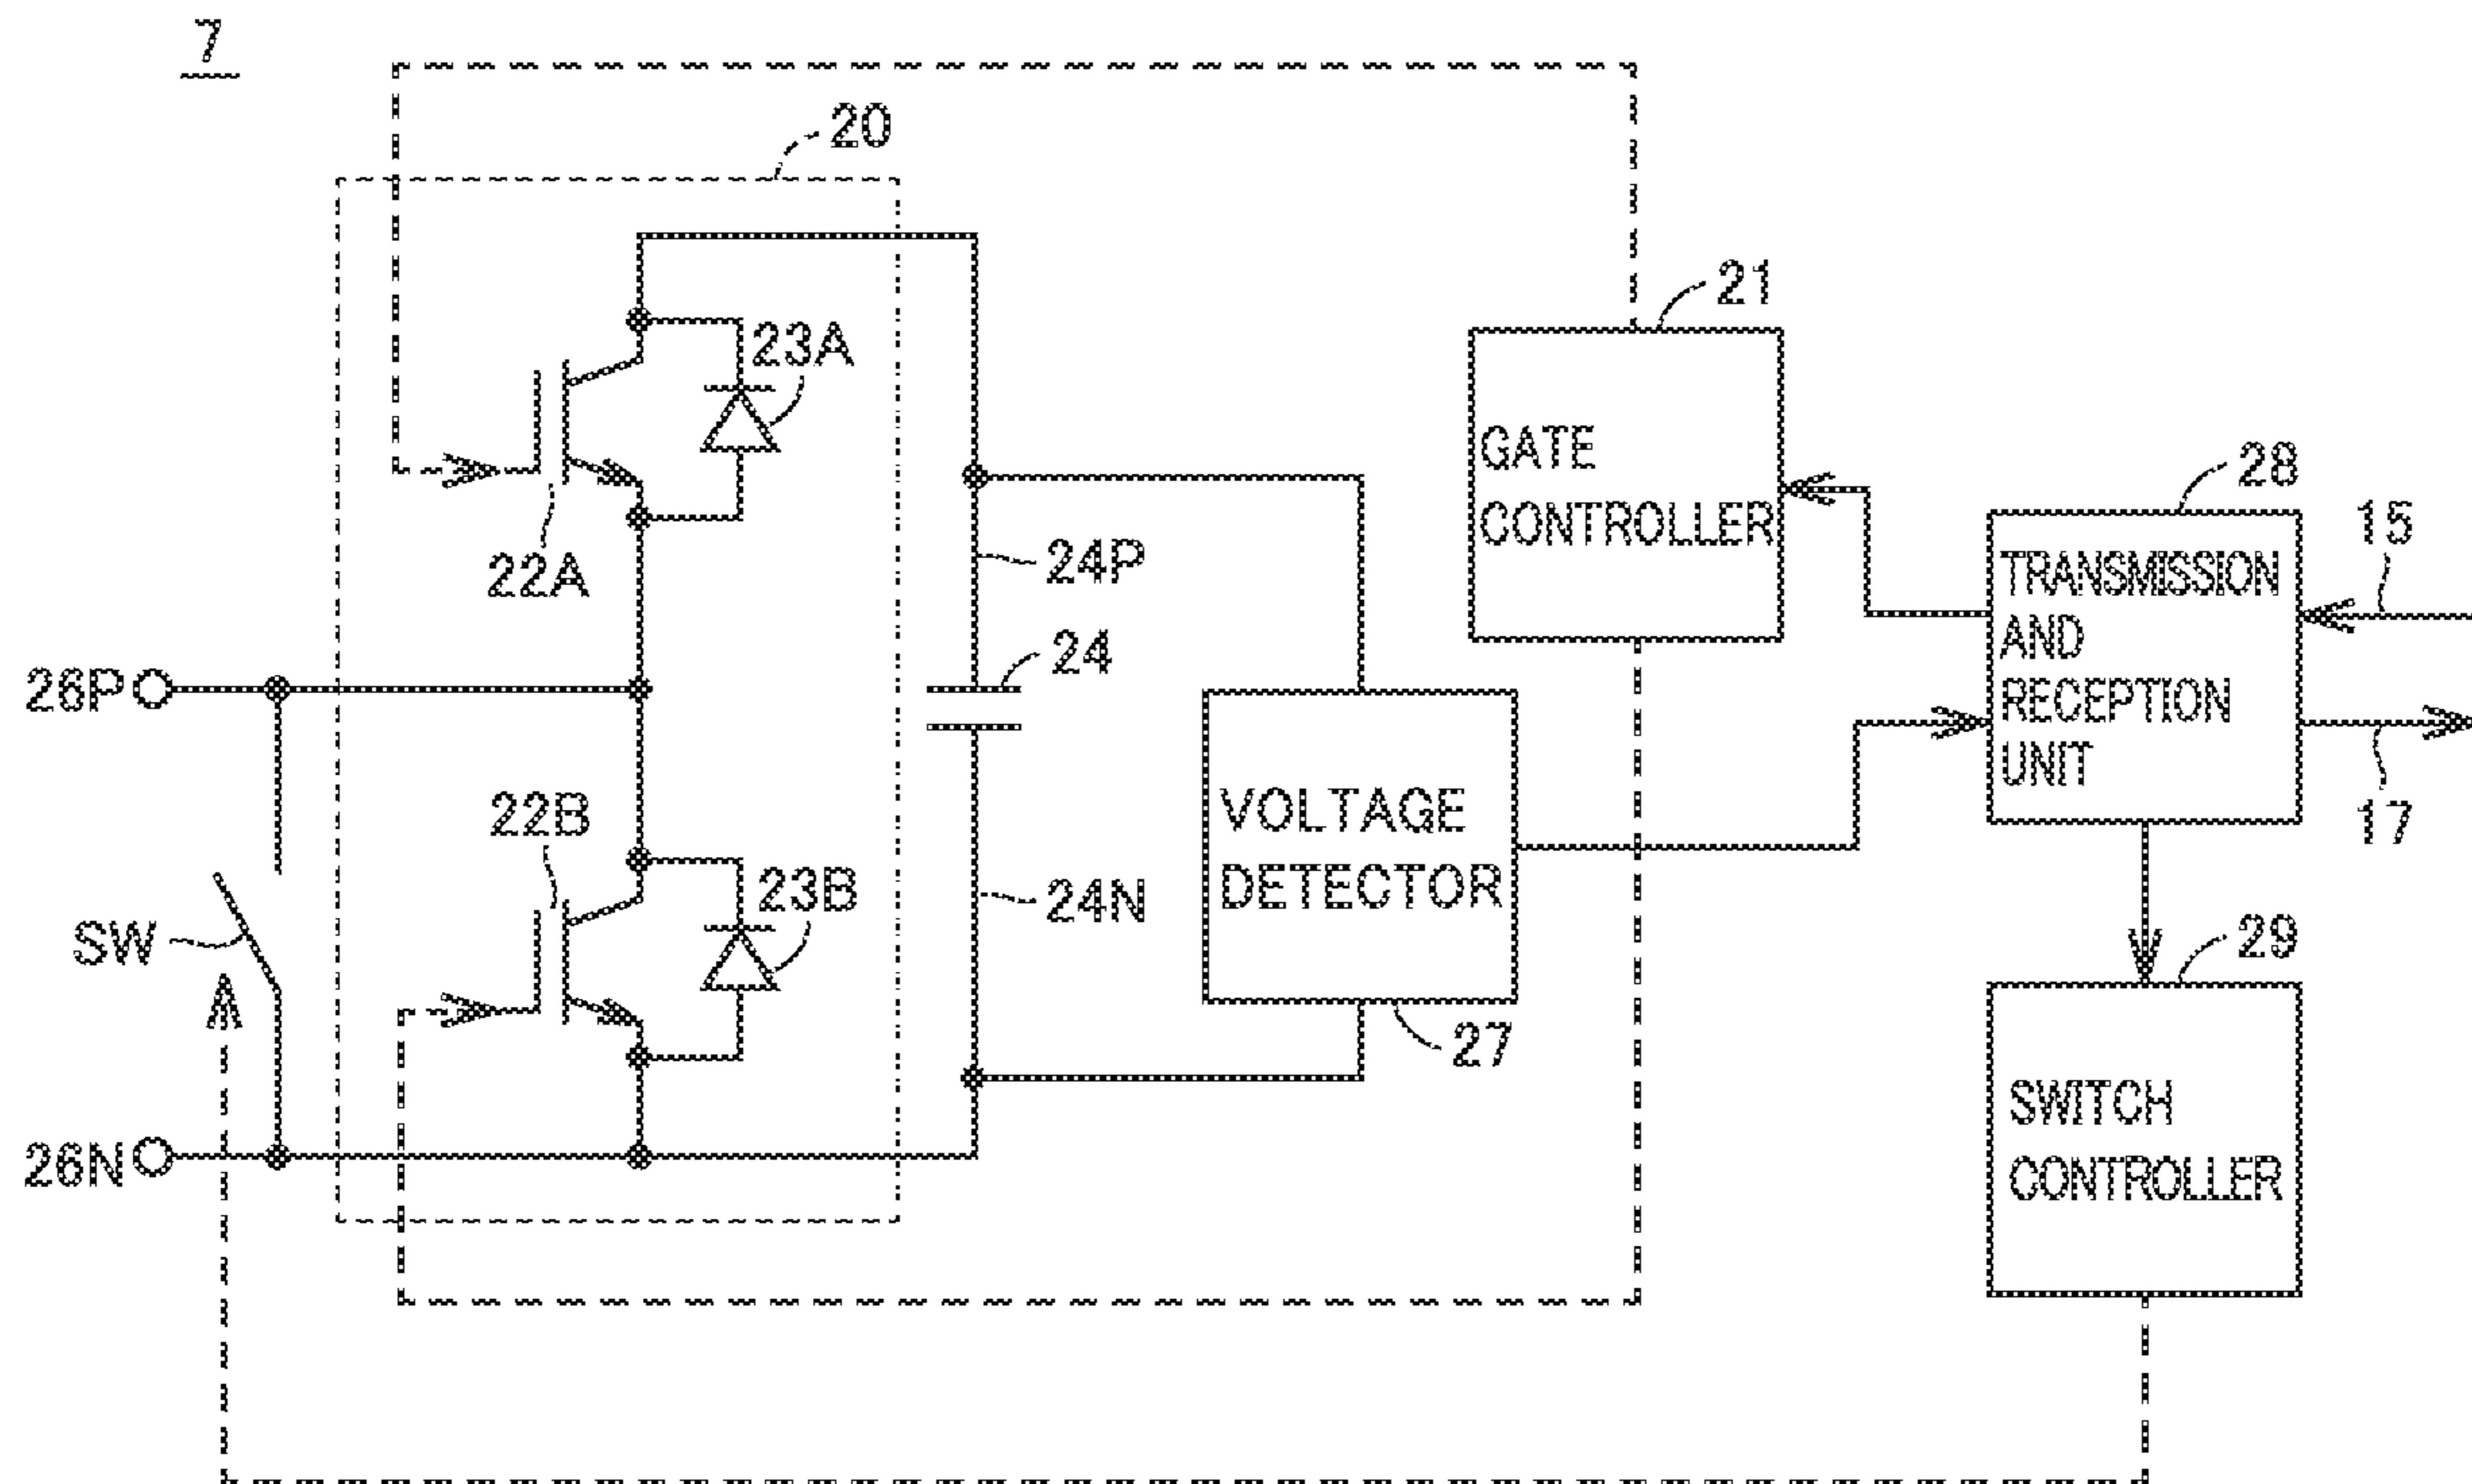 7
20
21
23A
GATE
CONTROLLER
28
15
22A
24P
TRANSMISSION
AND
RECEPTION
UNIT
24
26P
22B
VOLTAGE
DETECTOR
17
23B
24N
SW
29
27
SWITCH
CONTROLLER
26N